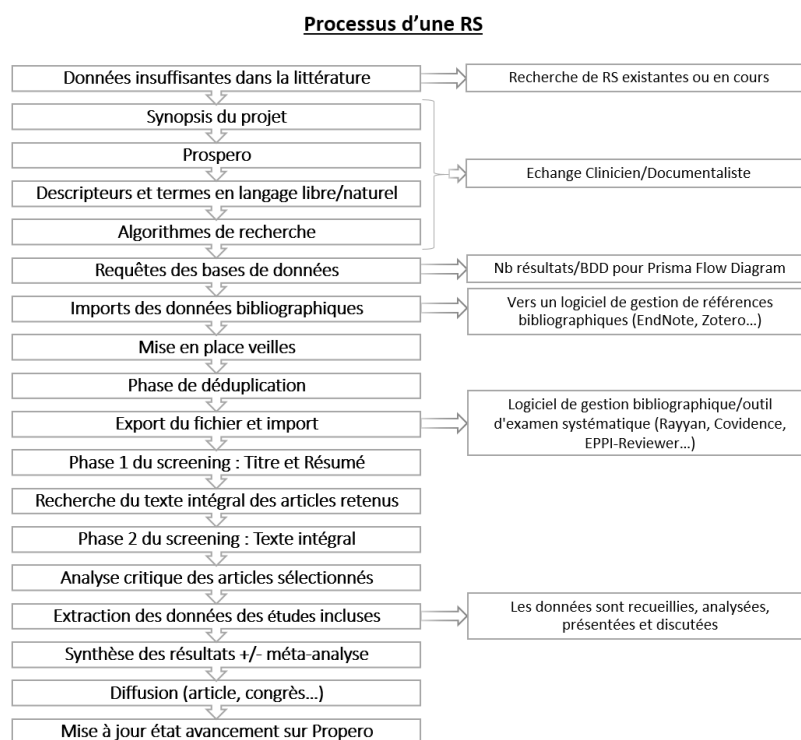 Processus d'une RS
Données insuffisantes dans la littérature
Recherche de RS existantes ou en cours
Synopsis du projet
Prospero
Descripteurs et termes en langage libre/naturel
Algorithmes de recherche
Echange Clinicien/Documentaliste
Requêtes des bases de données
Nb résultats/BDD pour Prisma Flow Diagram
Imports des données bibliographiques
Vers un logiciel de gestion de références
bibliographiques (EndNote, Zotero...)
Mise en place veilles
Phase de déduplication
Export du fichier et import
Logiciel de gestion bibliographique/outil
d'examen systématique (Rayyan, Covidence,
EPPI-Reviewer...)
Phase 1 du screening : Titre et Résumé
Recherche du texte intégral des articles retenus
Phase 2 du screening : Texte intégral
Analyse critique des articles sélectionnés
Extraction des données des études incluses
Les données sont recueillies, analysées,
présentées et discutées
Synthèse des résultats +/- méta-analyse
Diffusion (article, congrès...)
Mise à jour état avancement sur Propero